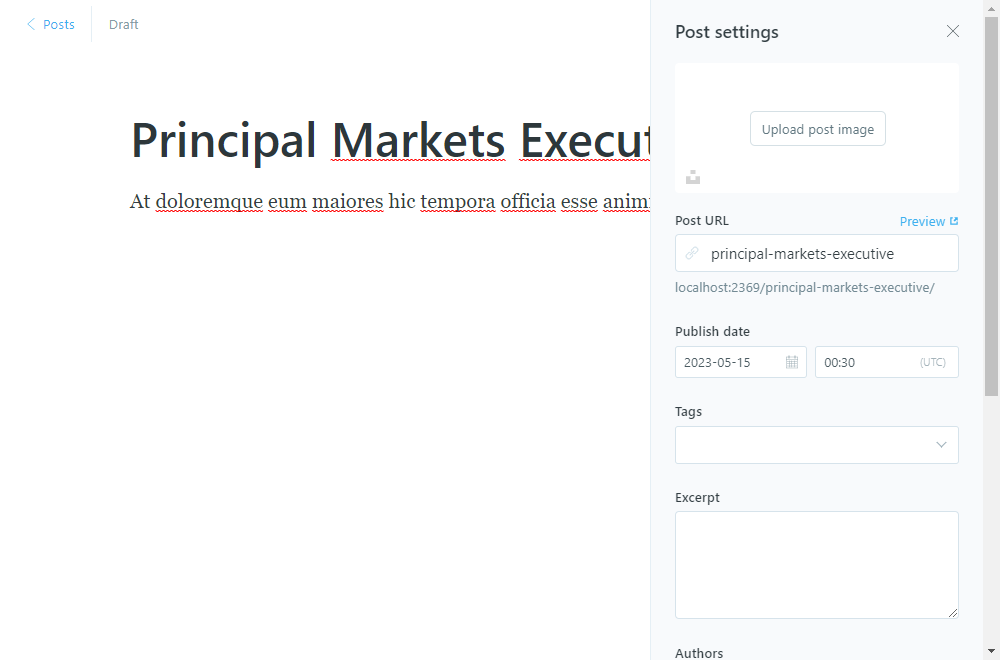 Posts
Draft
Principal Markets
At doloremque eum maiores hic tempora officia esse
Post settings
Upload post image
Post URL
Preview
principal-markets-executive
localhost:2369/principal-markets-executive/
Publish date
2023-05-15
00:30
(UTC)
Tags
Excerpt
Authors